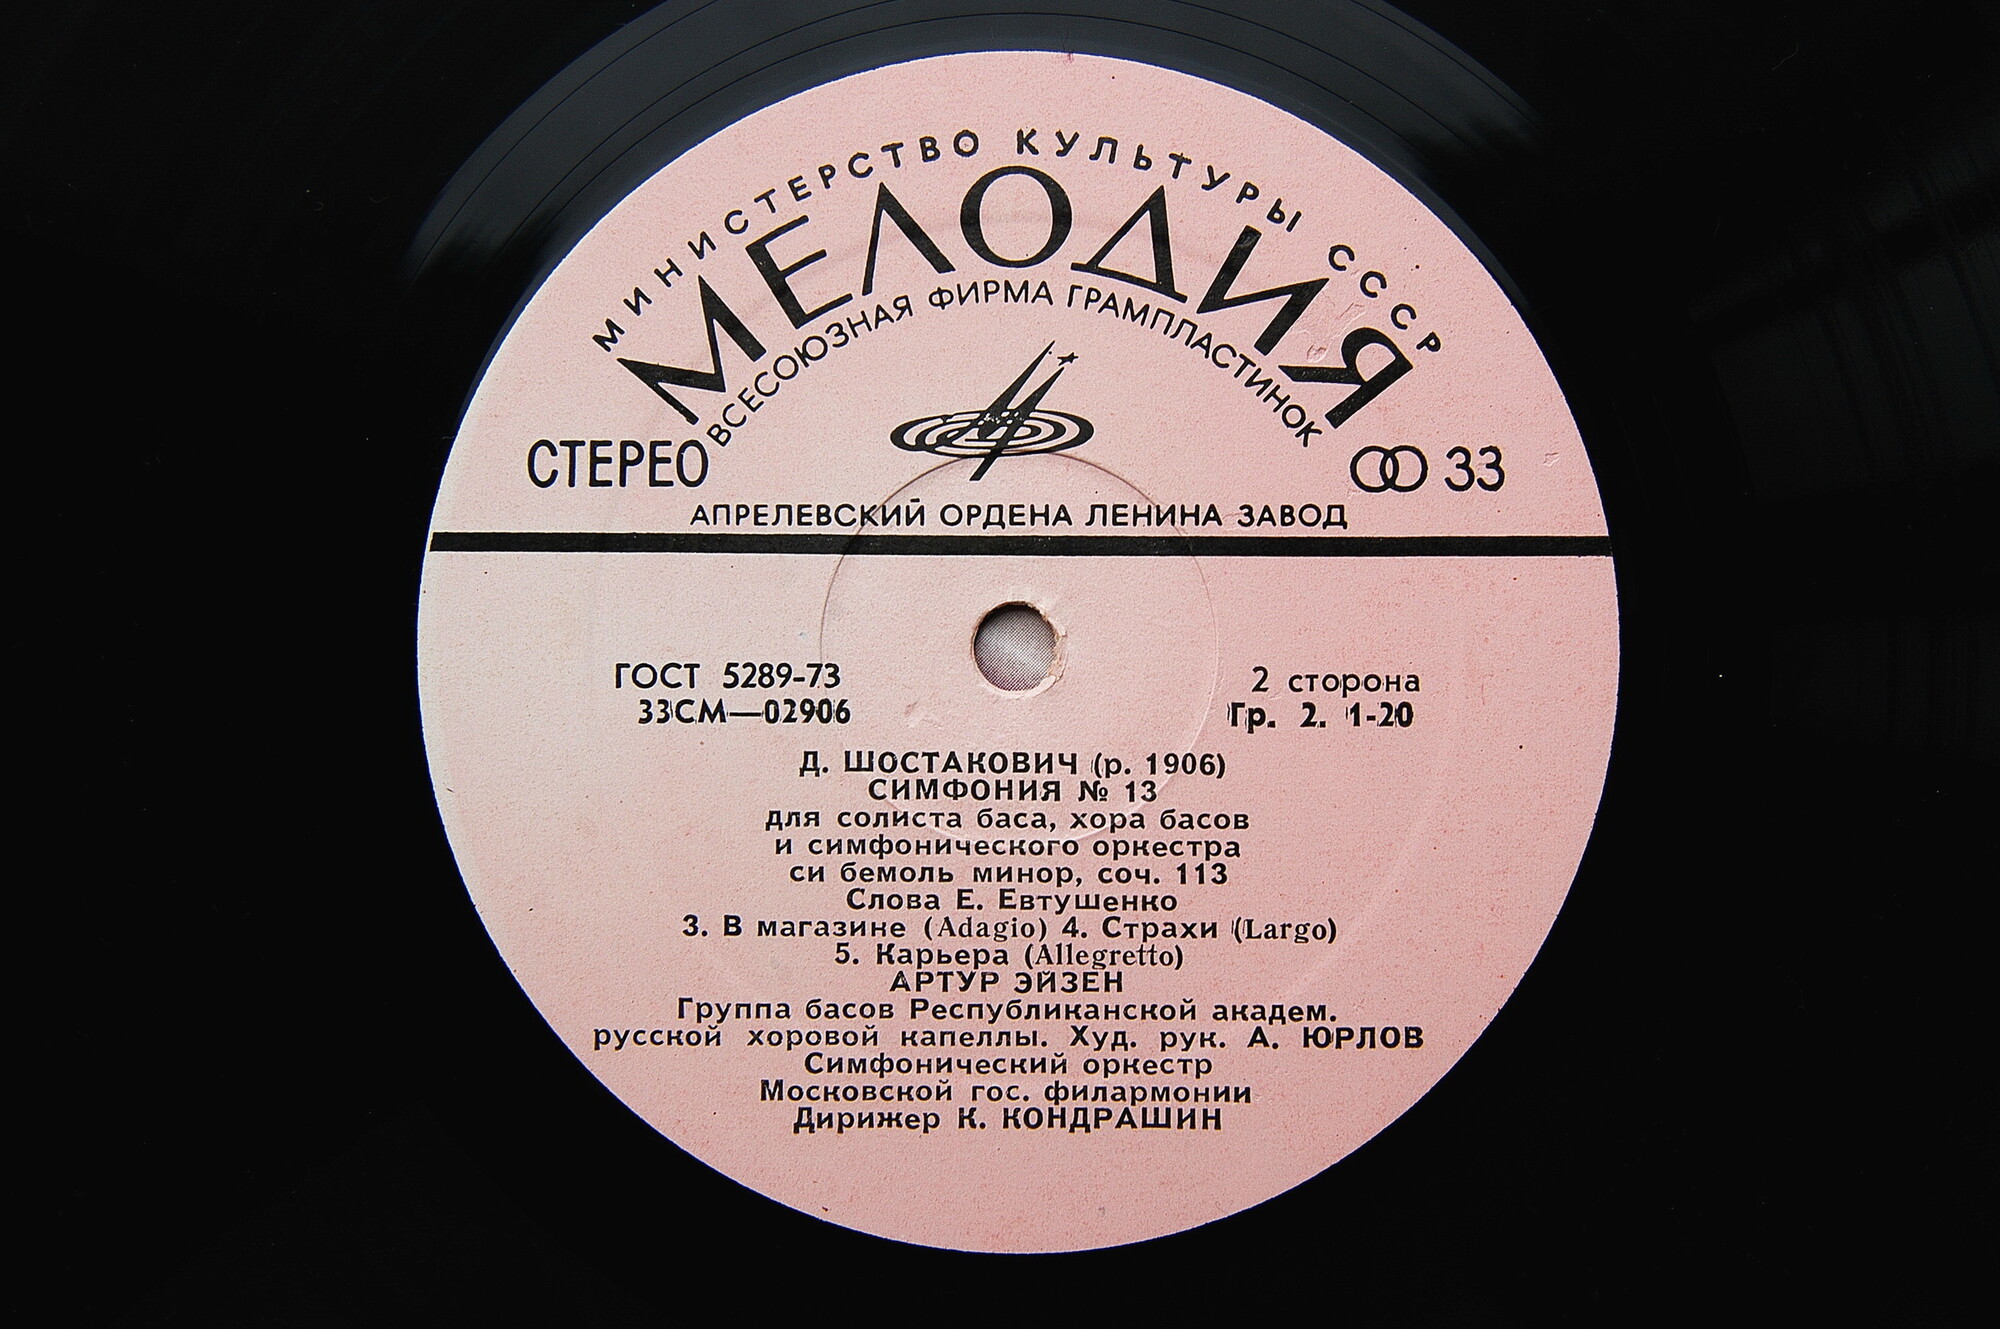 МИНИСТЕРСТВО КУЛЬТУРЫ СССР
МЕЛОДИЯ
ВСЕСОЮЗНАЯ ФИРМА ГРАМПЛАСТИНОК
СТЕРЕО 33
АПРЕЛЕВСКИЙ ОРДЕНА ЛЕНИНА ЗАВОД
ГОСТ 5289-73 2 сторона
33СМ—02906 Гр. 2. 1-20
Д. ШОСТАКОВИЧ (р. 1906)
СИМФОНИЯ № 13
для солиста баса, хора басов
и симфонического оркестра
си бемоль минор, соч. 113
Слова Е. Евтушенко
3. В магазине (Adagio) 4. Страхи (Largo)
5. Карьера (Allegretto)
АРТУР ЭЙЗЕН
Группа басов Республиканской академ.
русской хоровой капеллы. Худ. рук. А. ЮРЛОВ
Симфонический оркестр
Московской гос. филармонии
Дирижер К. КОНДРАШИН